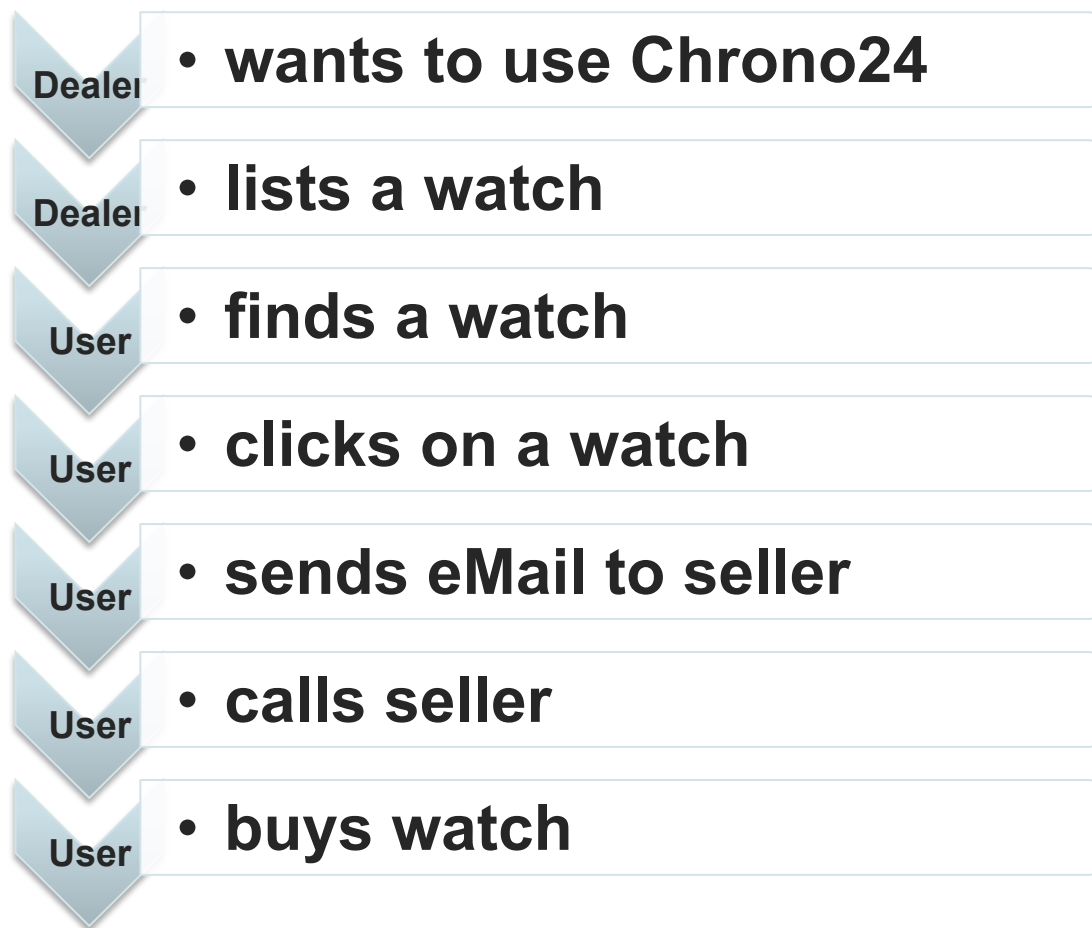 Dealer • wants to use Chrono24
Dealer • lists a watch
User • finds a watch
User • clicks on a watch
User • sends eMail to seller
User • calls seller
User • buys watch